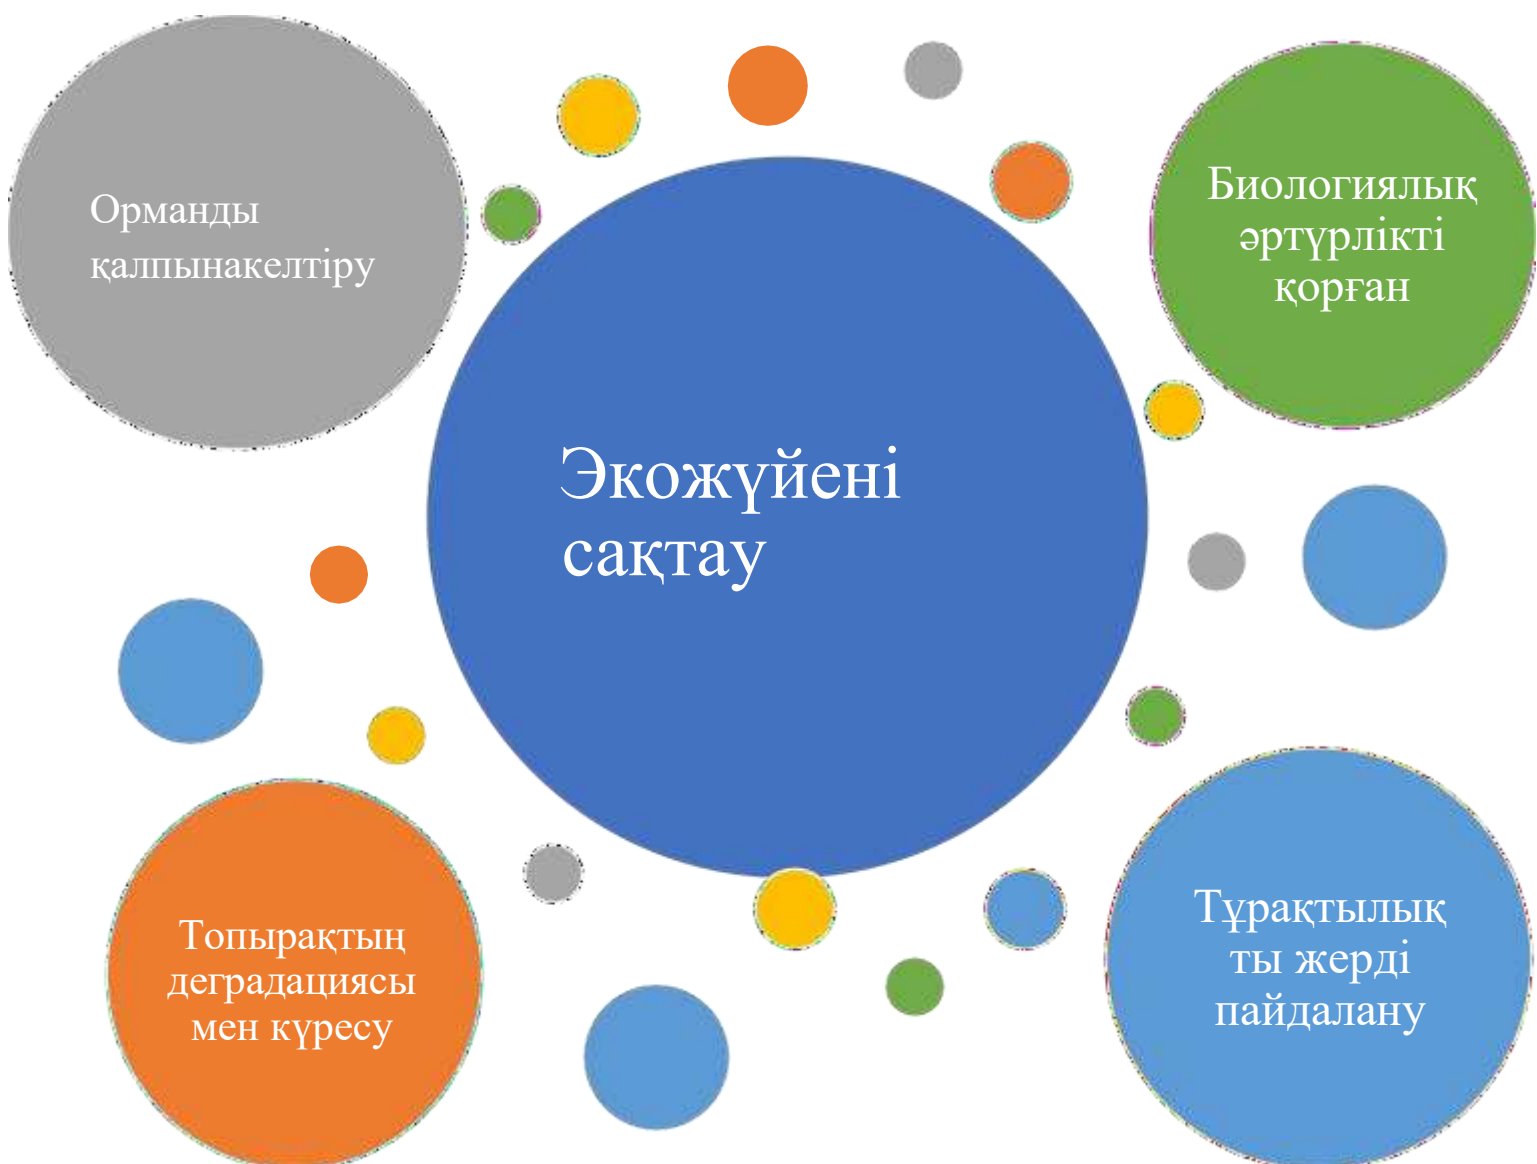 Орманды
қалпынакелтіру
Биологиялық
әртүрлікті
қорған
Экожүйені
сақтау
Топырақтың
деградациясы
мен күресу
Тұрақтылық
ты жерді
пайдалану